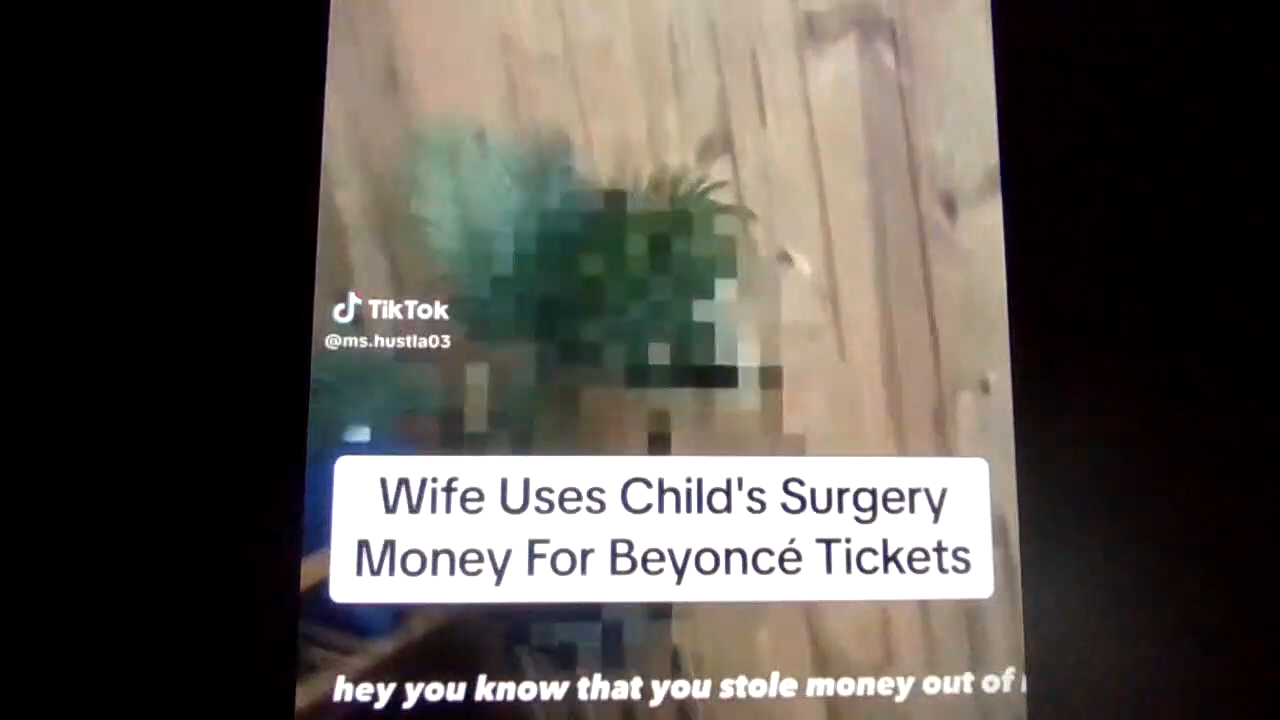 TikTok
@ms.hustla03
Wife Uses Child's Surgery
Money For Beyoncé Tickets
hey you know that you stole money out of